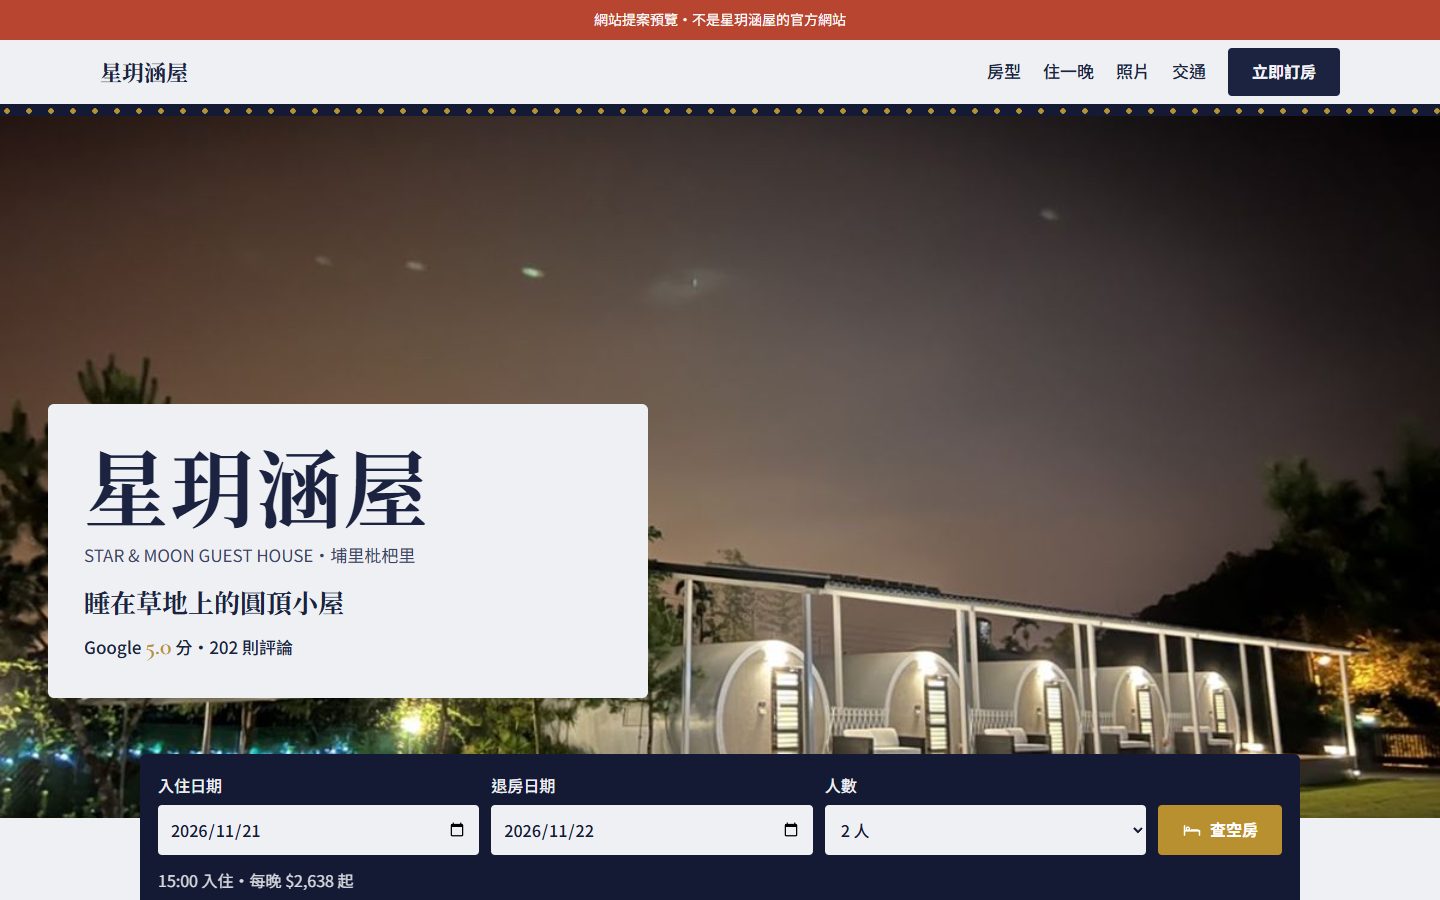 網站提案預覽・不是星玥涵屋的官方網站
星玥涵屋
房型 住一晚 照片 交通 立即訂房
星玥涵屋
STAR & MOON GUEST HOUSE・埔里枇杷里
睡在草地上的圓頂小屋
Google 5.0 分・202 則評論
入住日期 退房日期 人數
2026/11/21 2026/11/22 2 人 查空房
15:00 入住・每晚 $2,638 起